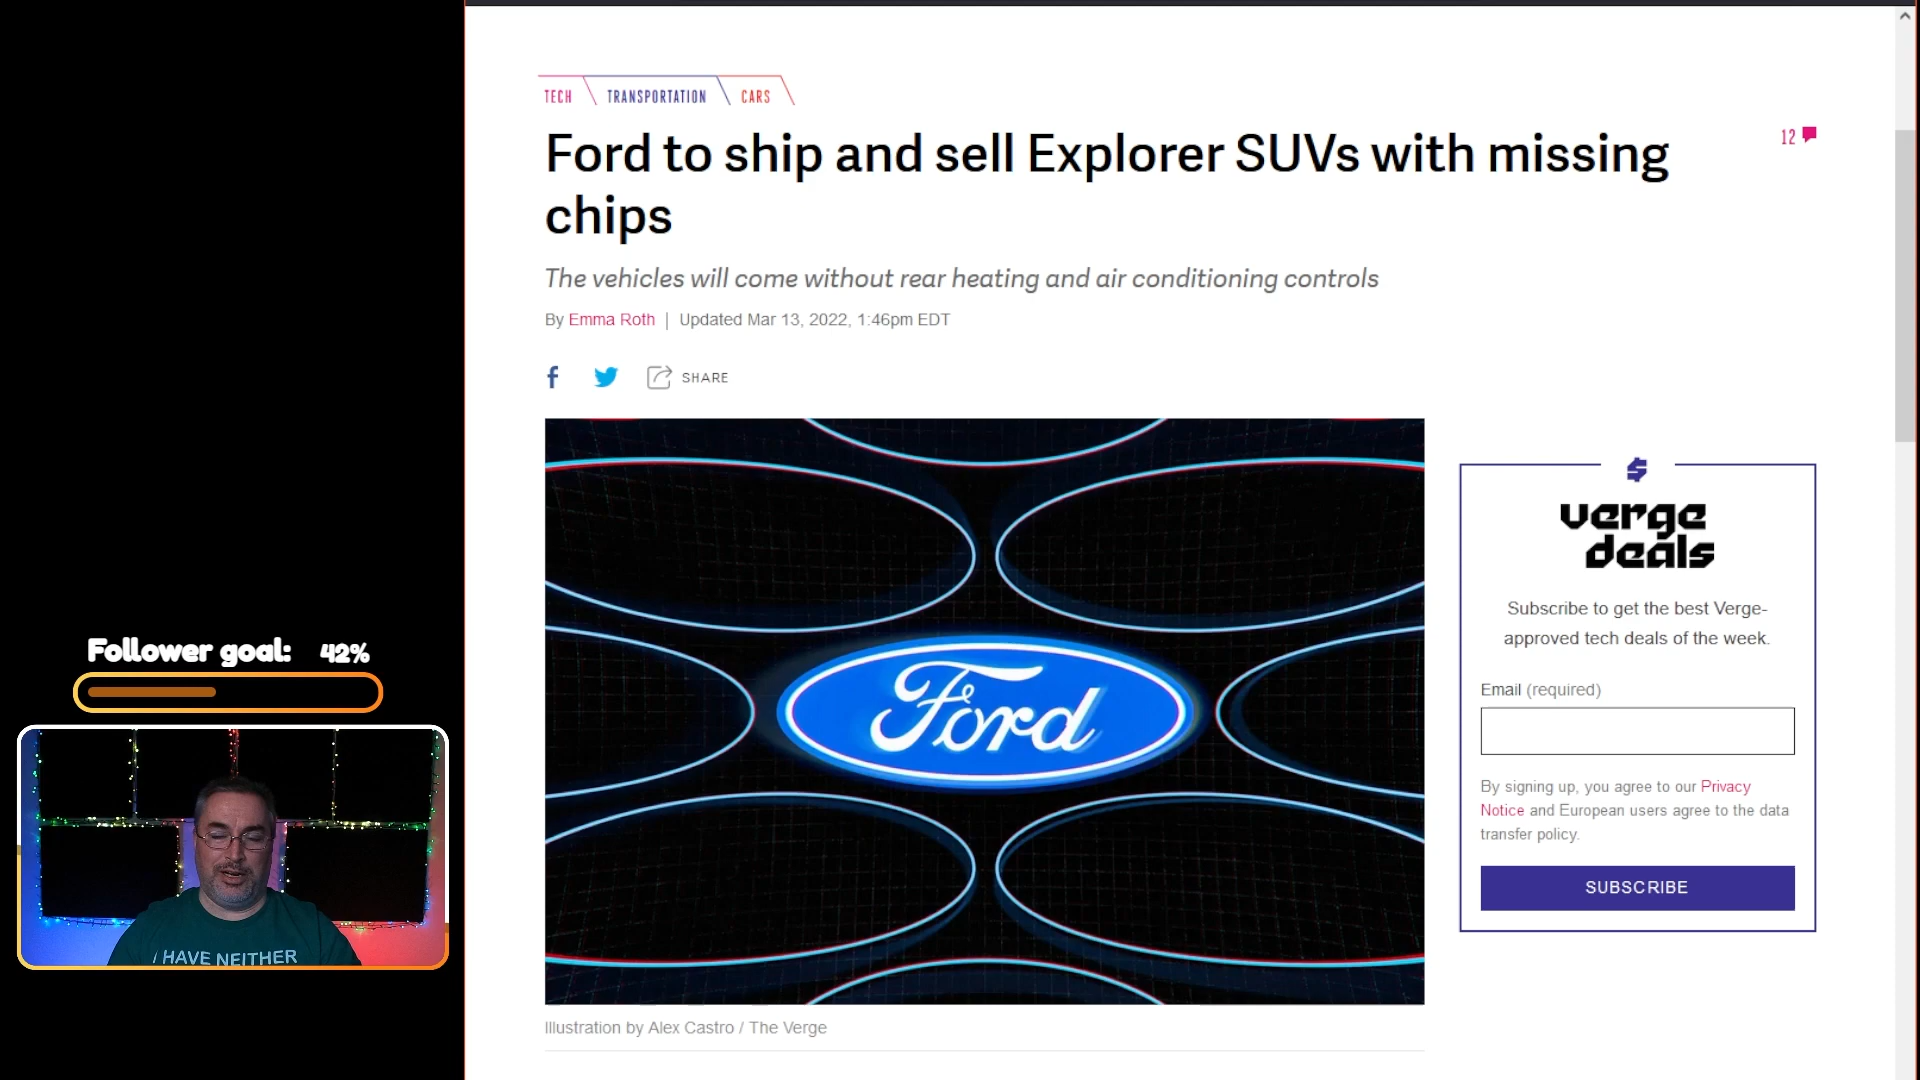 TECH
TRANSPORTATION
CARS
Ford to ship and sell Explorer SUVs with missing
chips
12
The vehicles will come without rear heating and air conditioning controls
By Emma Roth | Updated Mar 13, 2022, 1:46pm EDT
SHARE
Ford
Illustration by Alex Castro / The Verge
verge
deals
Subscribe to get the best Verge-
approved tech deals of the week.
Email (required)
By signing up, you agree to our Privacy
Notice and European users agree to the data
transfer policy.
SUBSCRIBE
Follower goal: 42%
I HAVE NEITHER